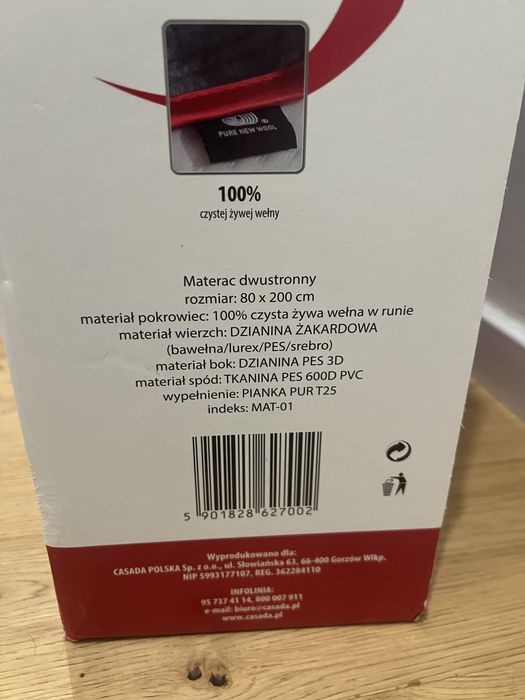 PURE NEW WOOL
100%
czystej żywej wełny
Materac dwustronny
rozmiar: 80 x 200 cm
materiał pokrowiec: 100% czysta żywa wełna w runie
materiał wierzch: DZIANINA ŻAKARDOWA
(bawełna/lurex/PES/srebro)
materiał bok: DZIANINA PES 3D
materiał spód: TKANINA PES 600D PVC
wypełnienie: PIANKA PUR T25
indeks: MAT-01
5 901828 627002
Wyprodukowano dla:
CASADA POLSKA Sp. z o.o., ul. Słowiańska 63, 66-400 Gorzów Wlkp.
NIP 5993177107, REG. 362284110
INFOLINIA:
95 737 41 14, 800 007 911
e-mail: biuro@casada.pl
www.casada.pl